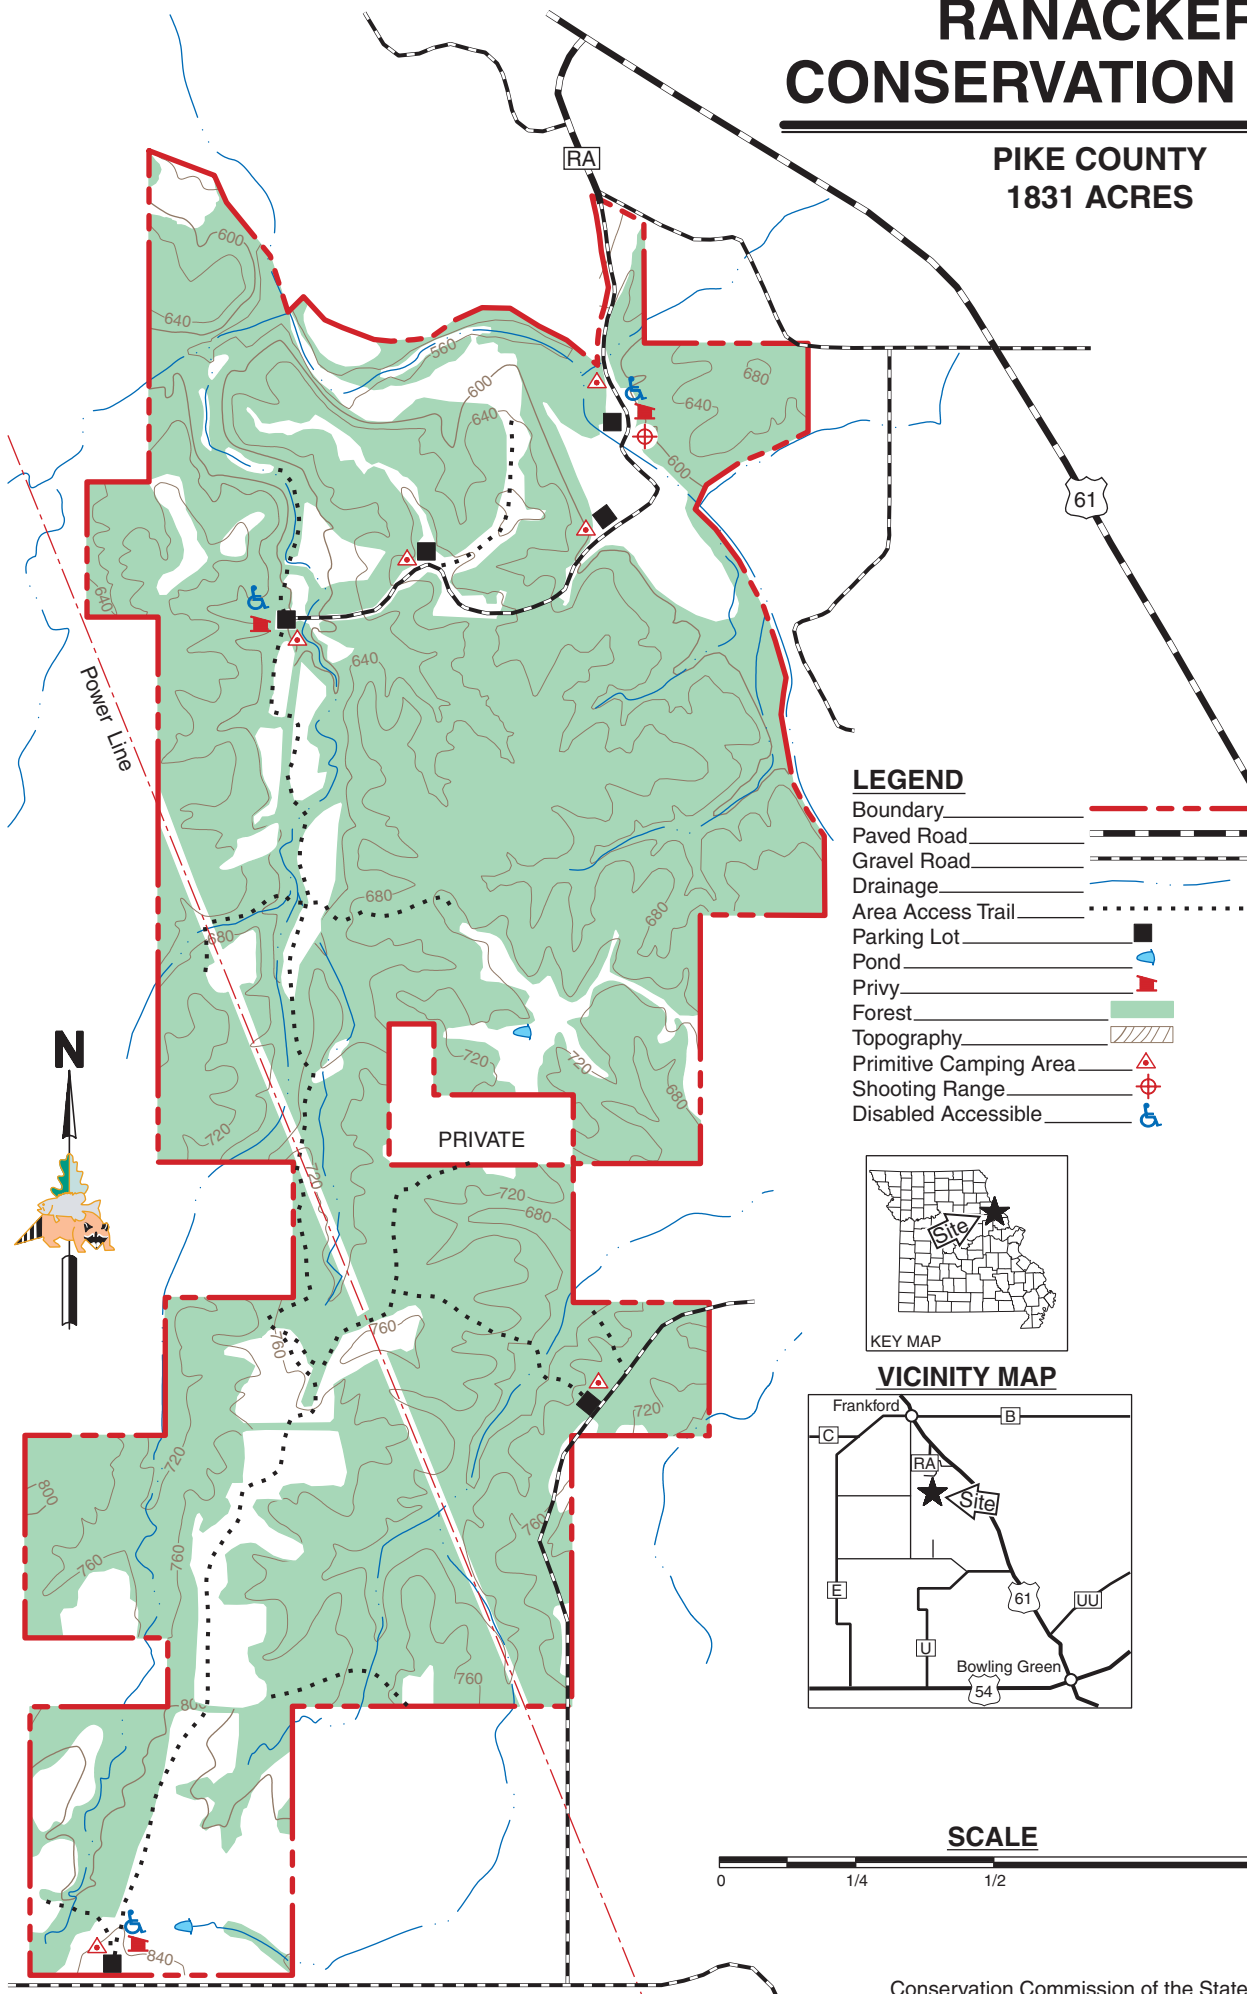 RANACKER
CONSERVATION
PIKE COUNTY
1831 ACRES
RA
600
640
560
600
640
680
640
600
61
640
Power Line
640
LEGEND
Boundary
Paved Road
Gravel Road
Drainage
Area Access Trail
Parking Lot
Pond
Privy
Forest
Topography
Primitive Camping Area
Shooting Range
Disabled Accessible
680
680
680
N
720
720
680
720
PRIVATE
720
720
680
Site
KEY MAP
760
760
720
VICINITY MAP
Frankford
B
C
RA
Site
E
61
UU
U
Bowling Green
54
720
800
760
760
760
760
800
SCALE
0
1/4
1/2
840
Conservation Commission of the State